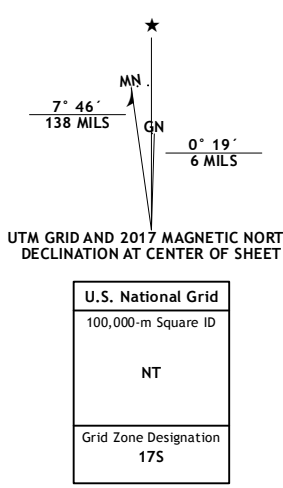 MN
7° 46´
138 MILS
GN
0° 19´
6 MILS
UTM GRID AND 2017 MAGNETIC NORT
DECLINATION AT CENTER OF SHEET
U.S. National Grid
100,000-m Square ID
NT
Grid Zone Designation
17S